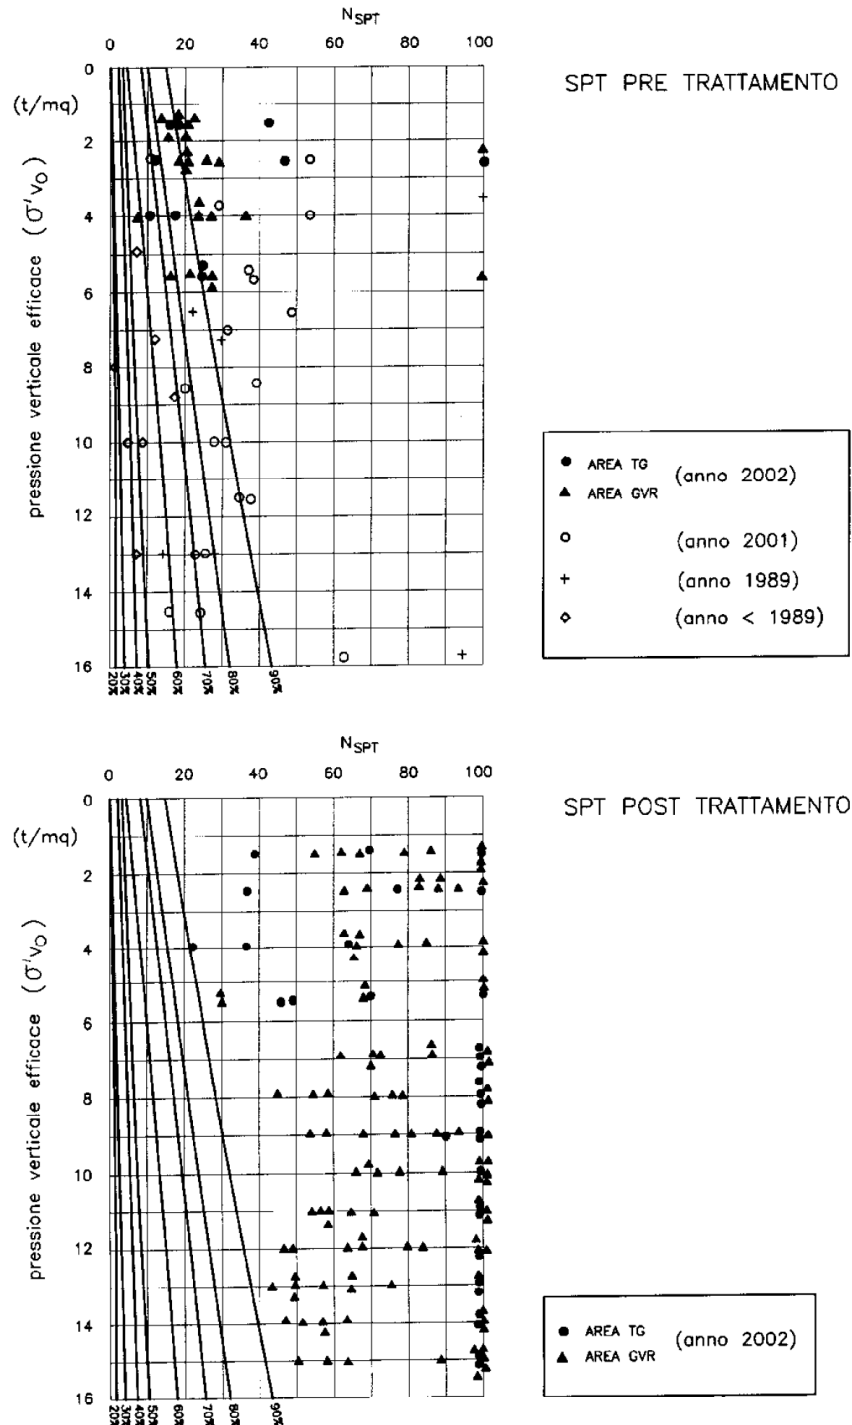 N SPT
0 20 40 60 80 100
SPT PRE TRATTAMENTO
(t/mq)
pressione verticale efficace (σ'v0)
0
2
4
6
8
10
12
14
16
20% 30% 40% 50% 60% 70% 80% 90%
AREA TG
AREA GVR
(anno 2002)
(anno 2001)
(anno 1989)
(anno < 1989)
N SPT
0 20 40 60 80 100
SPT POST TRATTAMENTO
(t/mq)
pressione verticale efficace (σ'v0)
0
2
4
6
8
10
12
14
16
20% 30% 40% 50% 60% 70% 80% 90%
AREA TG
AREA GVR
(anno 2002)